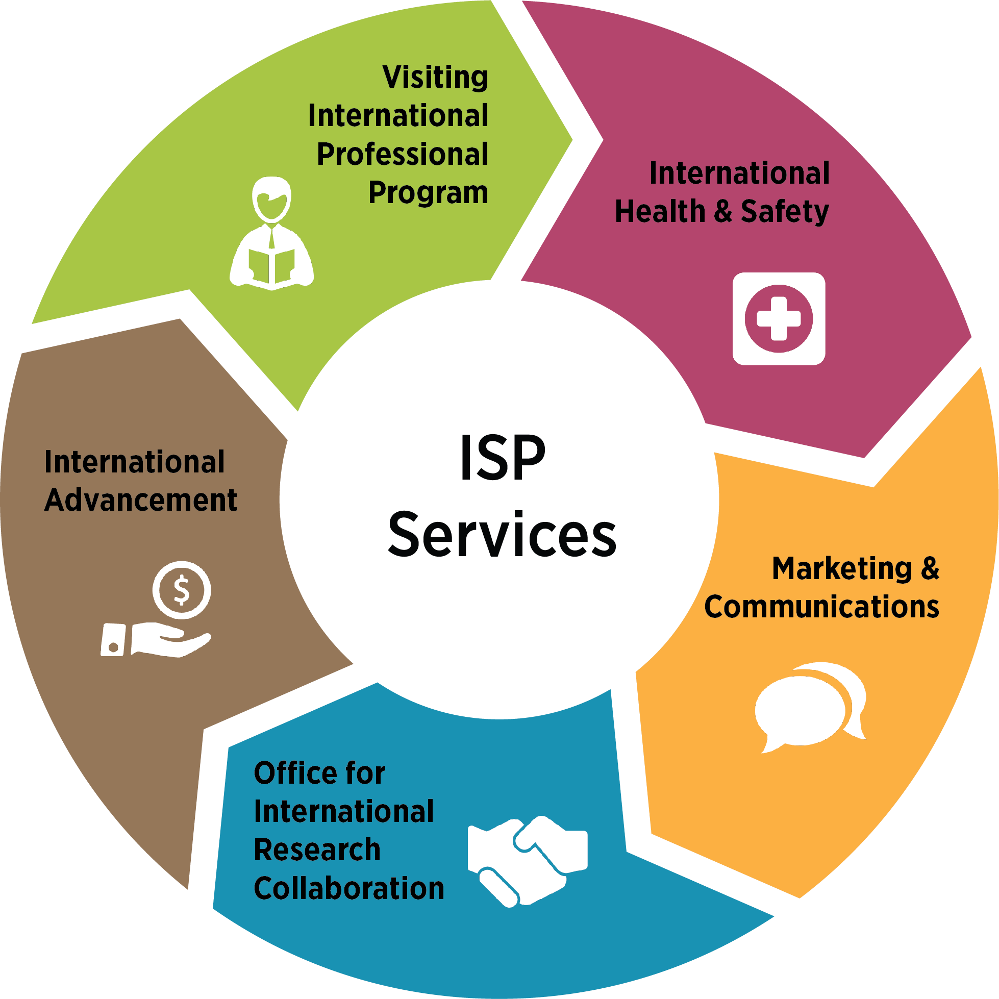 Visiting
International
Professional
Program
International
Health & Safety
Marketing &
Communications
Office for
International
Research
Collaboration
International
Advancement
$
ISP
Services